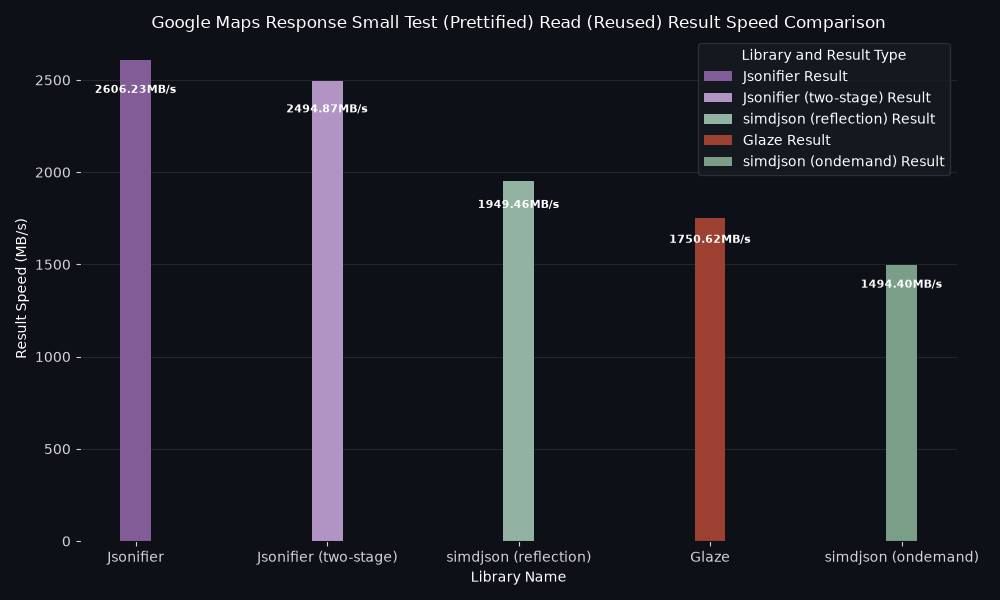 Google Maps Response Small Test (Prettified) Read (Reused) Result Speed Comparison
Library and Result Type
Jsonifier Result
Jsonifier (two-stage) Result
simdjson (reflection) Result
Glaze Result
simdjson (ondemand) Result
2606.23MB/s
2494.87MB/s
1949.46MB/s
1750.62MB/s
1494.40MB/s
Result Speed (MB/s)
2500
2000
1500
1000
500
0
Jsonifier
Jsonifier (two-stage)
simdjson (reflection)
Glaze
simdjson (ondemand)
Library Name